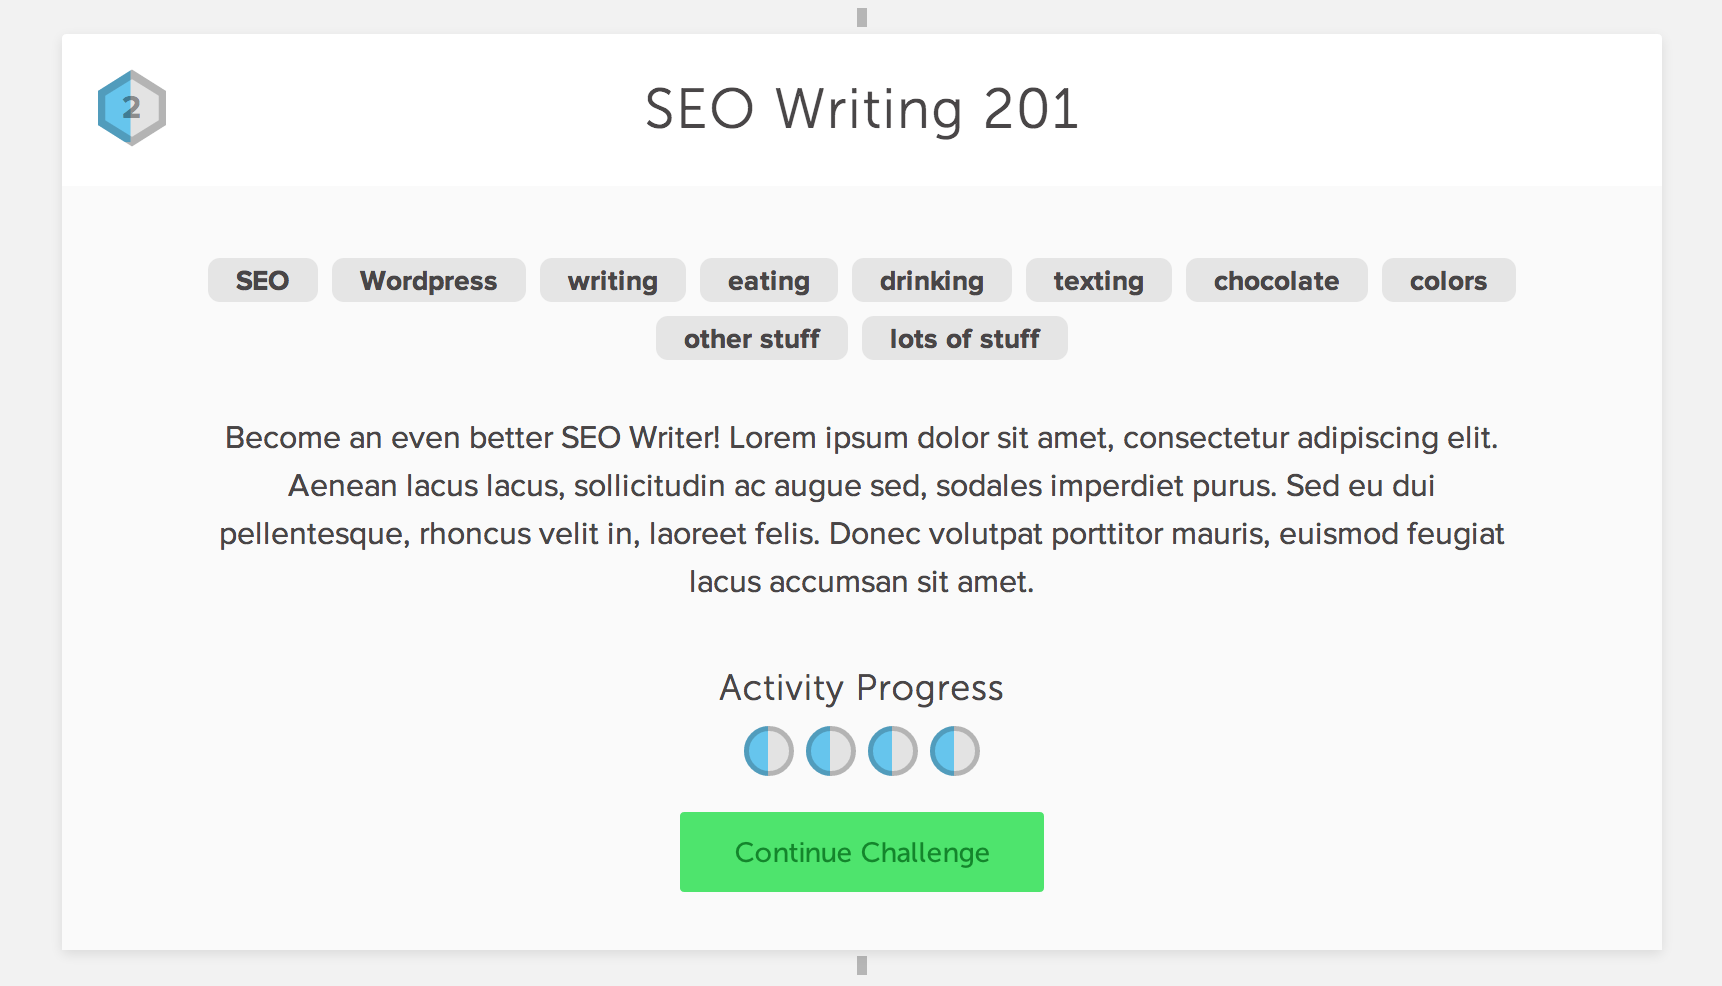 2
SEO Writing 201
SEO Wordpress writing eating drinking texting chocolate colors
other stuff lots of stuff
Become an even better SEO Writer! Lorem ipsum dolor sit amet, consectetur adipiscing elit.
Aenean lacus lacus, sollicitudin ac augue sed, sodales imperdiet purus. Sed eu dui
pellentesque, rhoncus velit in, laoreet felis. Donec volutpat porttitor mauris, euismod feugiat
lacus accumsan sit amet.
Activity Progress
Continue Challenge